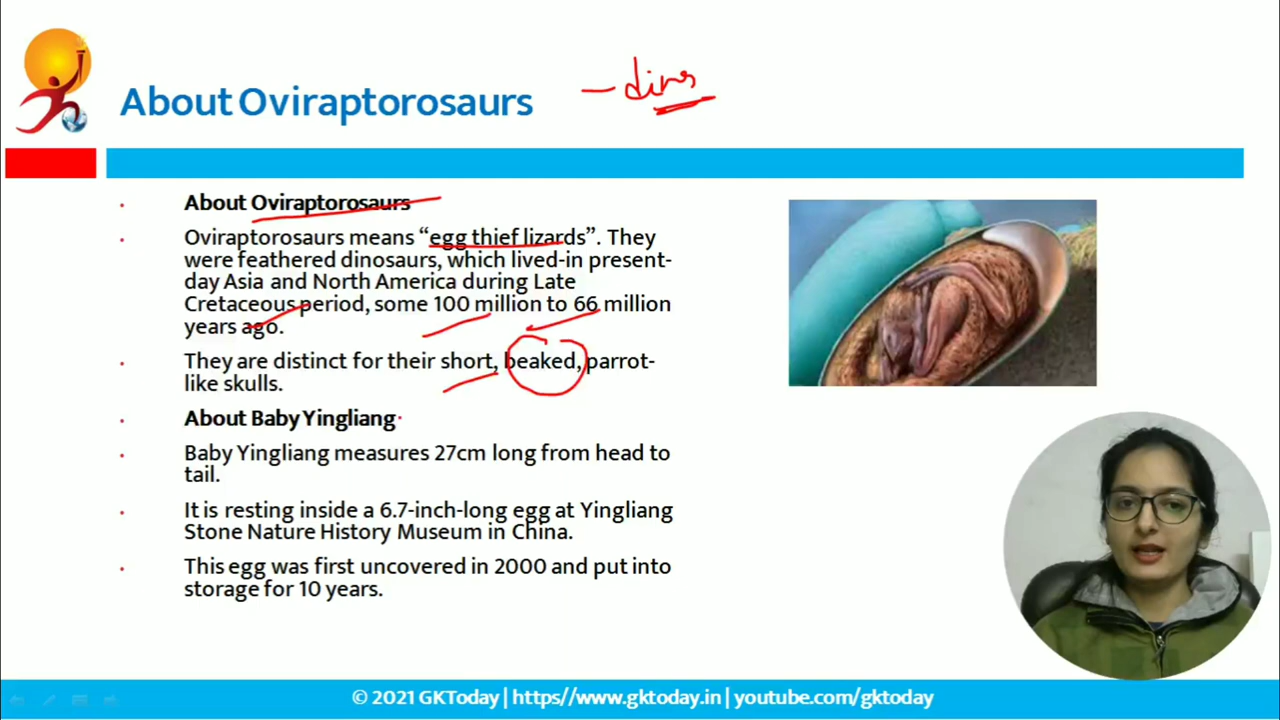 About Oviraptorosaurs
– dino
About Oviraptorosaurs
Oviraptorosaurs means “egg thief lizards”. They
were feathered dinosaurs, which lived-in present-
day Asia and North America during Late
Cretaceous period, some 100 million to 66 million
years ago.
They are distinct for their short, beaked, parrot-
like skulls.
About Baby Yingliang
Baby Yingliang measures 27cm long from head to
tail.
It is resting inside a 6.7-inch-long egg at Yingliang
Stone Nature History Museum in China.
This egg was first uncovered in 2000 and put into
storage for 10 years.
© 2021 GKToday | https//www.gktoday.in | youtube.com/gktoday